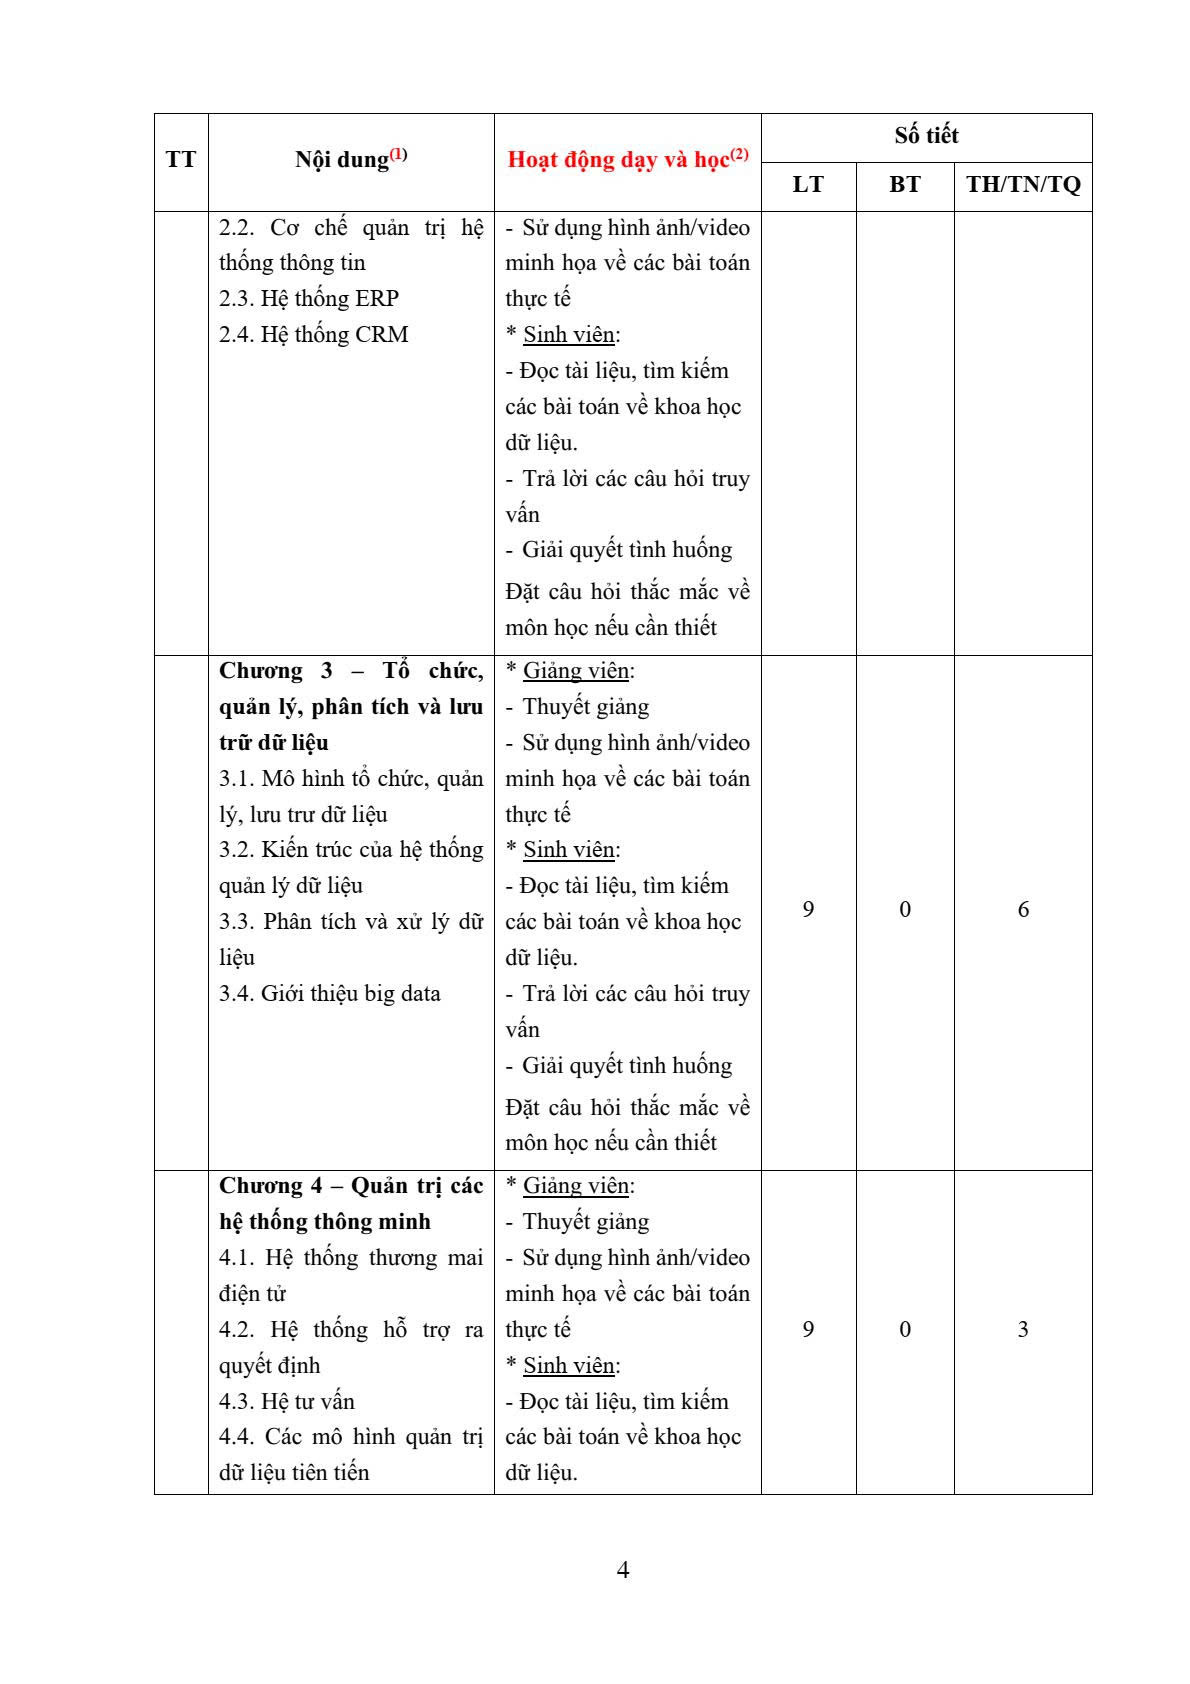 TT
Nội dung(1)
Hoạt động dạy và học(2)
Số tiết
LT
BT
TH/TN/TQ
2.2. Cơ chế quản trị hệ
thống thông tin
2.3. Hệ thống ERP
2.4. Hệ thống CRM
- Sử dụng hình ảnh/video
minh họa về các bài toán
thực tế
* Sinh viên:
- Đọc tài liệu, tìm kiếm
các bài toán về khoa học
dữ liệu.
- Trả lời các câu hỏi truy
vấn
- Giải quyết tình huống
Đặt câu hỏi thắc mắc về
môn học nếu cần thiết
Chương 3 – Tổ chức,
quản lý, phân tích và lưu
trữ dữ liệu
3.1. Mô hình tổ chức, quản
lý, lưu trư dữ liệu
3.2. Kiến trúc của hệ thống
quản lý dữ liệu
3.3. Phân tích và xử lý dữ
liệu
3.4. Giới thiệu big data
* Giảng viên:
- Thuyết giảng
- Sử dụng hình ảnh/video
minh họa về các bài toán
thực tế
* Sinh viên:
- Đọc tài liệu, tìm kiếm
các bài toán về khoa học
dữ liệu.
- Trả lời các câu hỏi truy
vấn
- Giải quyết tình huống
Đặt câu hỏi thắc mắc về
môn học nếu cần thiết
9
0
6
Chương 4 – Quản trị các
hệ thống thông minh
4.1. Hệ thống thương mai
điện tử
4.2. Hệ thống hỗ trợ ra
quyết định
4.3. Hệ tư vấn
4.4. Các mô hình quản trị
dữ liệu tiên tiến
* Giảng viên:
- Thuyết giảng
- Sử dụng hình ảnh/video
minh họa về các bài toán
thực tế
* Sinh viên:
- Đọc tài liệu, tìm kiếm
các bài toán về khoa học
dữ liệu.
9
0
3
4